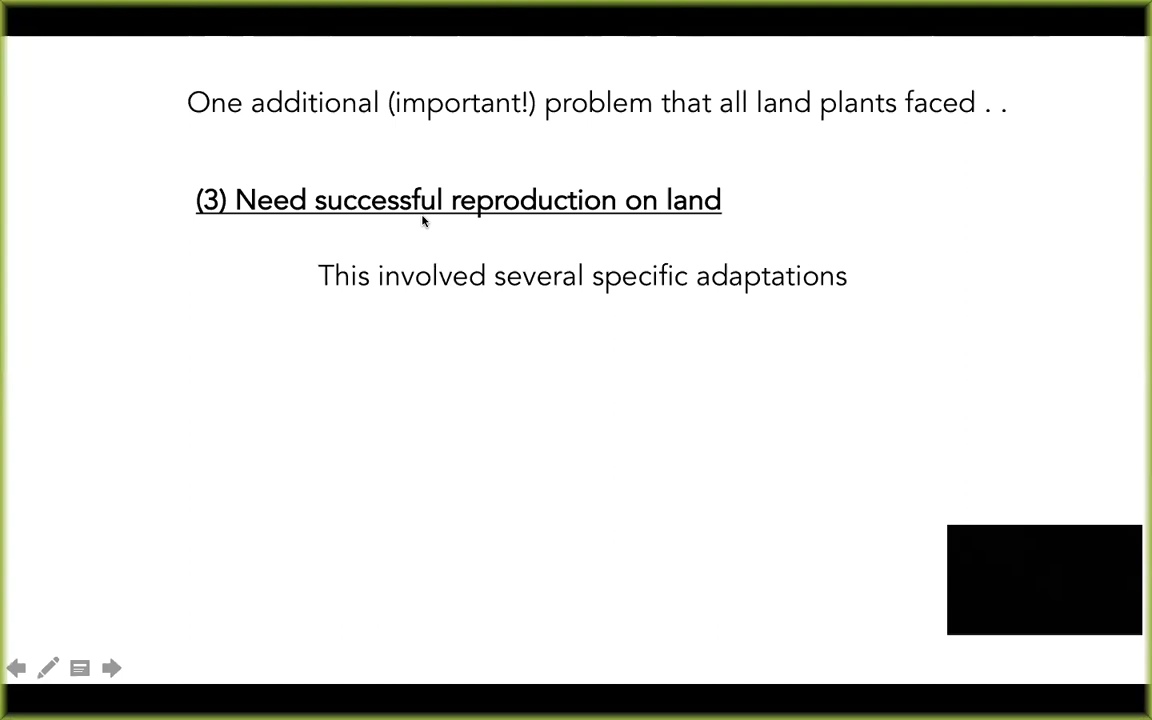 One additional (important!) problem that all land plants faced . .
(3) Need successful reproduction on land
This involved several specific adaptations